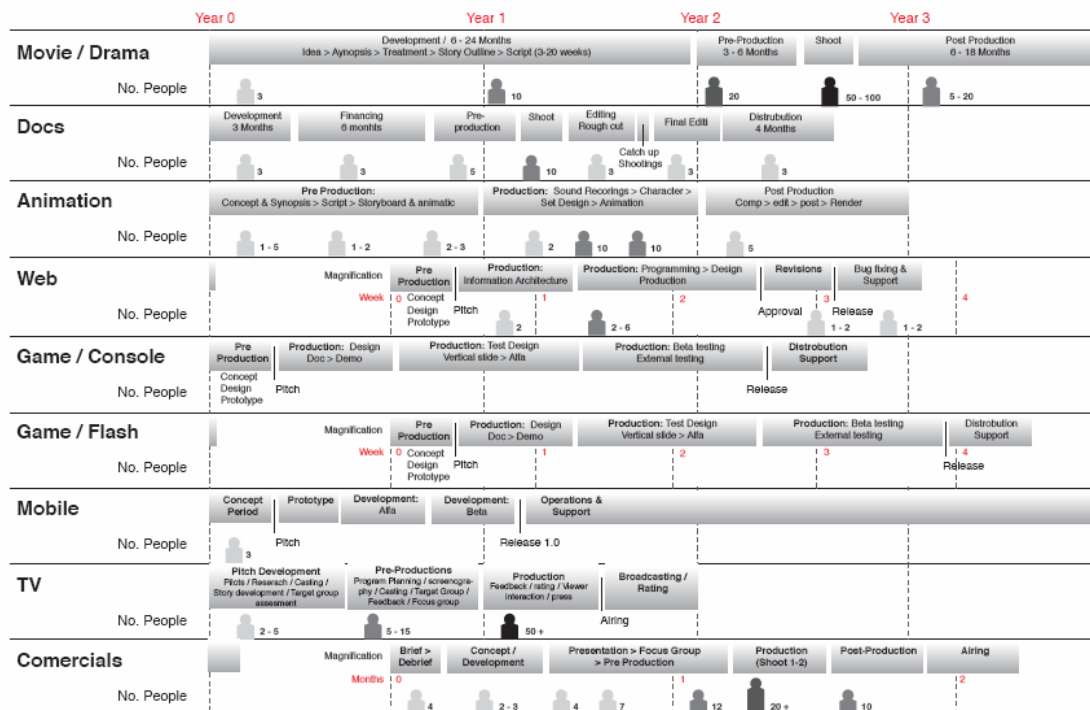 Year 0 Year 1 Year 2 Year 3
Movie / Drama
Development / 6 - 24 Months
Idea > Aynopsis > Treatment > Story Outline > Script (3-20 weeks)
Pre-Production
3 - 6 Months
Shoot
Post Production
6 - 18 Months
No. People
3 10 20 50 - 100 5 - 20
Docs
Development
3 Months
Financing
6 monhts
Pre-
production
Shoot
Editing
Rough cut
Catch up
Shootings
Final Editi
Distrubution
4 Months
No. People
3 3 5 10 3 3 3
Animation
Pre Production:
Concept & Synopsis > Script > Storyboard & animatic
Production: Sound Recorings > Character >
Set Design > Animation
Post Production
Comp > edit > post > Render
No. People
1 - 5 1 - 2 2 - 3 2 10 10 5
Web
Magnification
Week 0 1 2 3 4
Pre
Production
Concept
Design
Prototype
Pitch
Production:
Information Architecture
Production: Programming > Design
Production
Approval
Revisions
Release
Bug fixing &
Support
No. People
2 2 - 6 1 - 2 1 - 2
Game / Console
Pre
Production
Concept
Design
Prototype
Pitch
Production: Design
Doc > Demo
Production: Test Design
Vertical slide > Alfa
Production: Beta testing
External testing
Release
Distrobution
Support
No. People
Game / Flash
Magnification
Week 0 1 2 3 4
Pre
Production
Concept
Design
Prototype
Pitch
Production: Design
Doc > Demo
Production: Test Design
Vertical slide > Alfa
Production: Beta testing
External testing
Release
Distrobution
Support
No. People
Mobile
Concept
Period
Pitch
Prototype
Development:
Alfa
Development:
Beta
Release 1.0
Operations &
Support
No. People
3
TV
Pitch Development
Pilots / Reserach / Casting /
Story development / Target group
assesment
Pre-Productions
Program Planning / screenogra-
phy / Casting / Target Group /
Feedback / Focus group
Production
Feedback / rating / Viewer
interaction / press
Airing
Broadcasting /
Rating
No. People
2 - 5 5 - 15 50 +
Comercials
Magnification
Months 0 1 2
Brief >
Debrief
Concept /
Development
Presentation > Focus Group
> Pre Production
Production
(Shoot 1-2)
Post-Production
Airing
No. People
4 2 - 3 4 7 12 20 + 10